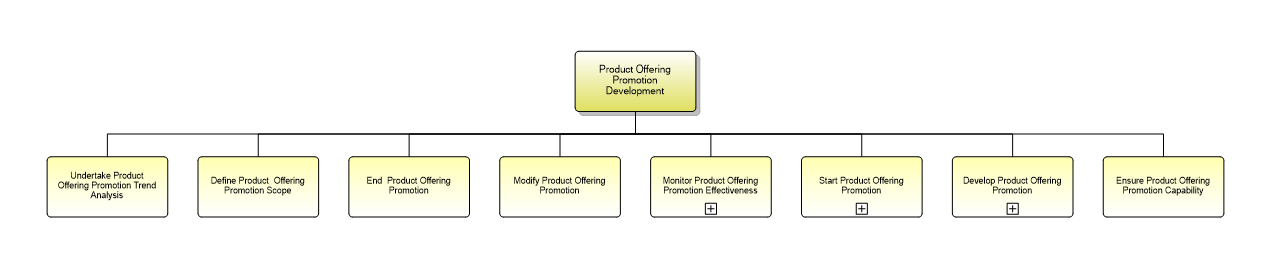 Product Offering
Promotion
Development
Undertake Product
Offering Promotion Trend
Analysis
Define Product  Offering
Promotion Scope
End  Product Offering
Promotion
Modify Product Offering
Promotion
Monitor Product Offering
Promotion Effectiveness
Start Product Offering
Promotion
Develop Product Offering
Promotion
Ensure Product Offering
Promotion Capability